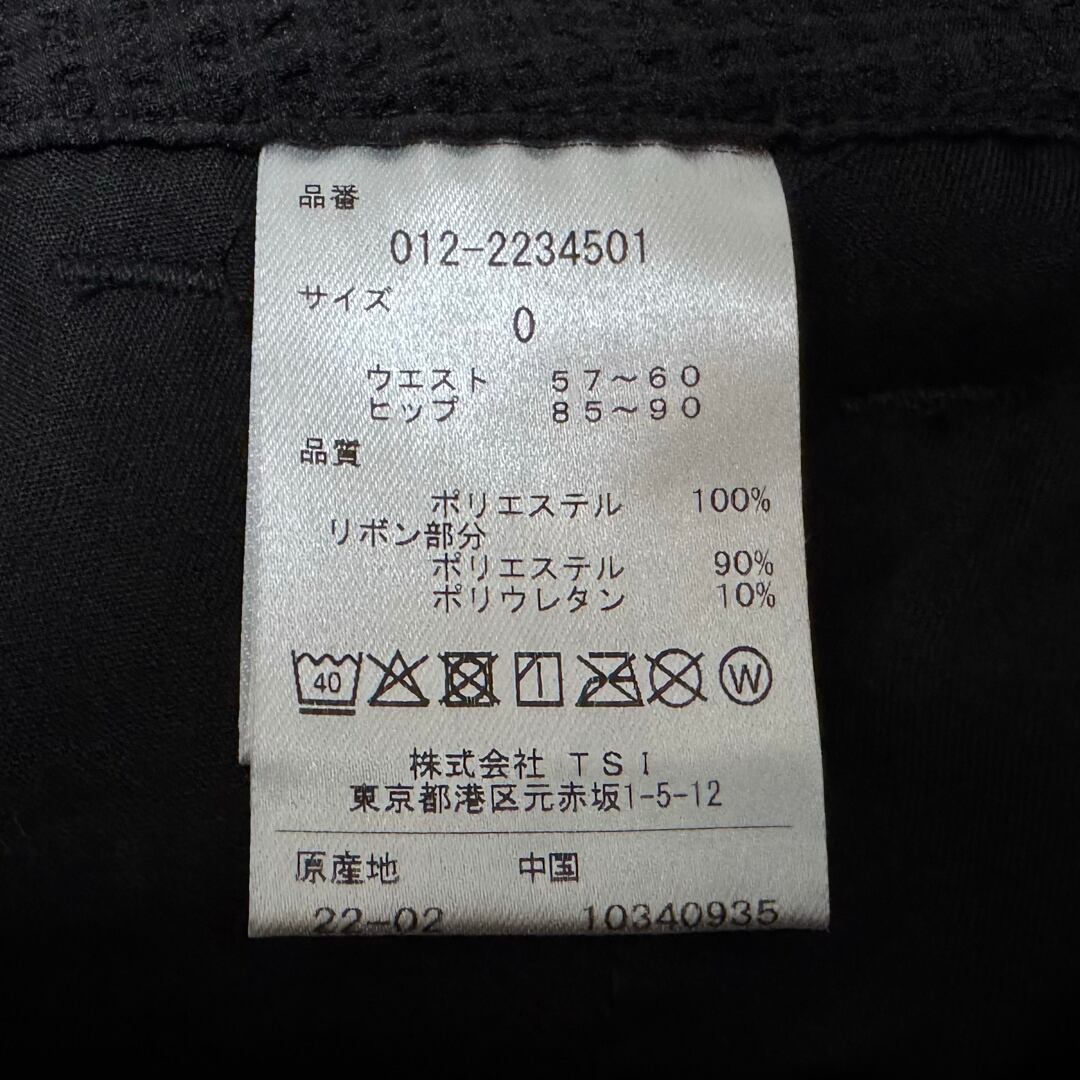 品番
012-2234501
サイズ
0
ウエスト 57～60
ヒップ 85～90
品質
ポリエステル 100%
リボン部分
ポリエステル 90%
ポリウレタン 10%
40 W
株式会社 TSI
東京都港区元赤坂1-5-12
原産地 中国
22-02 10340935